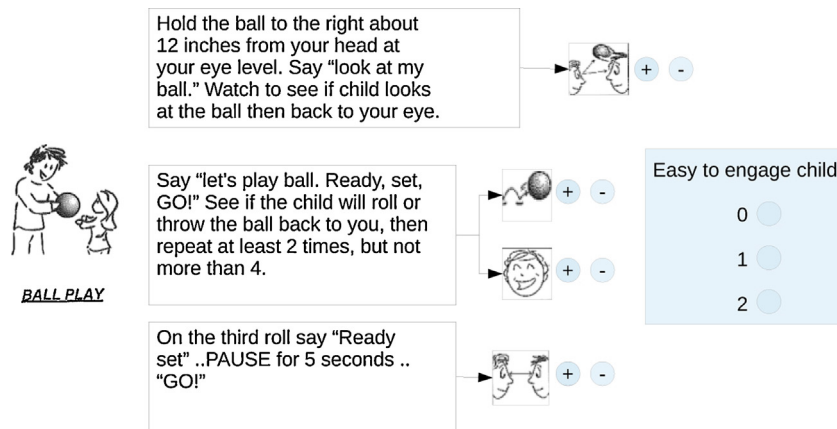 Hold the ball to the right about
12 inches from your head at
your eye level. Say “look at my
ball.” Watch to see if child looks
at the ball then back to your eye.
+ -
Say “let's play ball. Ready, set,
GO!” See if the child will roll or
throw the ball back to you, then
repeat at least 2 times, but not
more than 4.
+ -
+ -
BALL PLAY
On the third roll say “Ready
set” ..PAUSE for 5 seconds ..
“GO!”
+ -
Easy to engage child
0
1
2